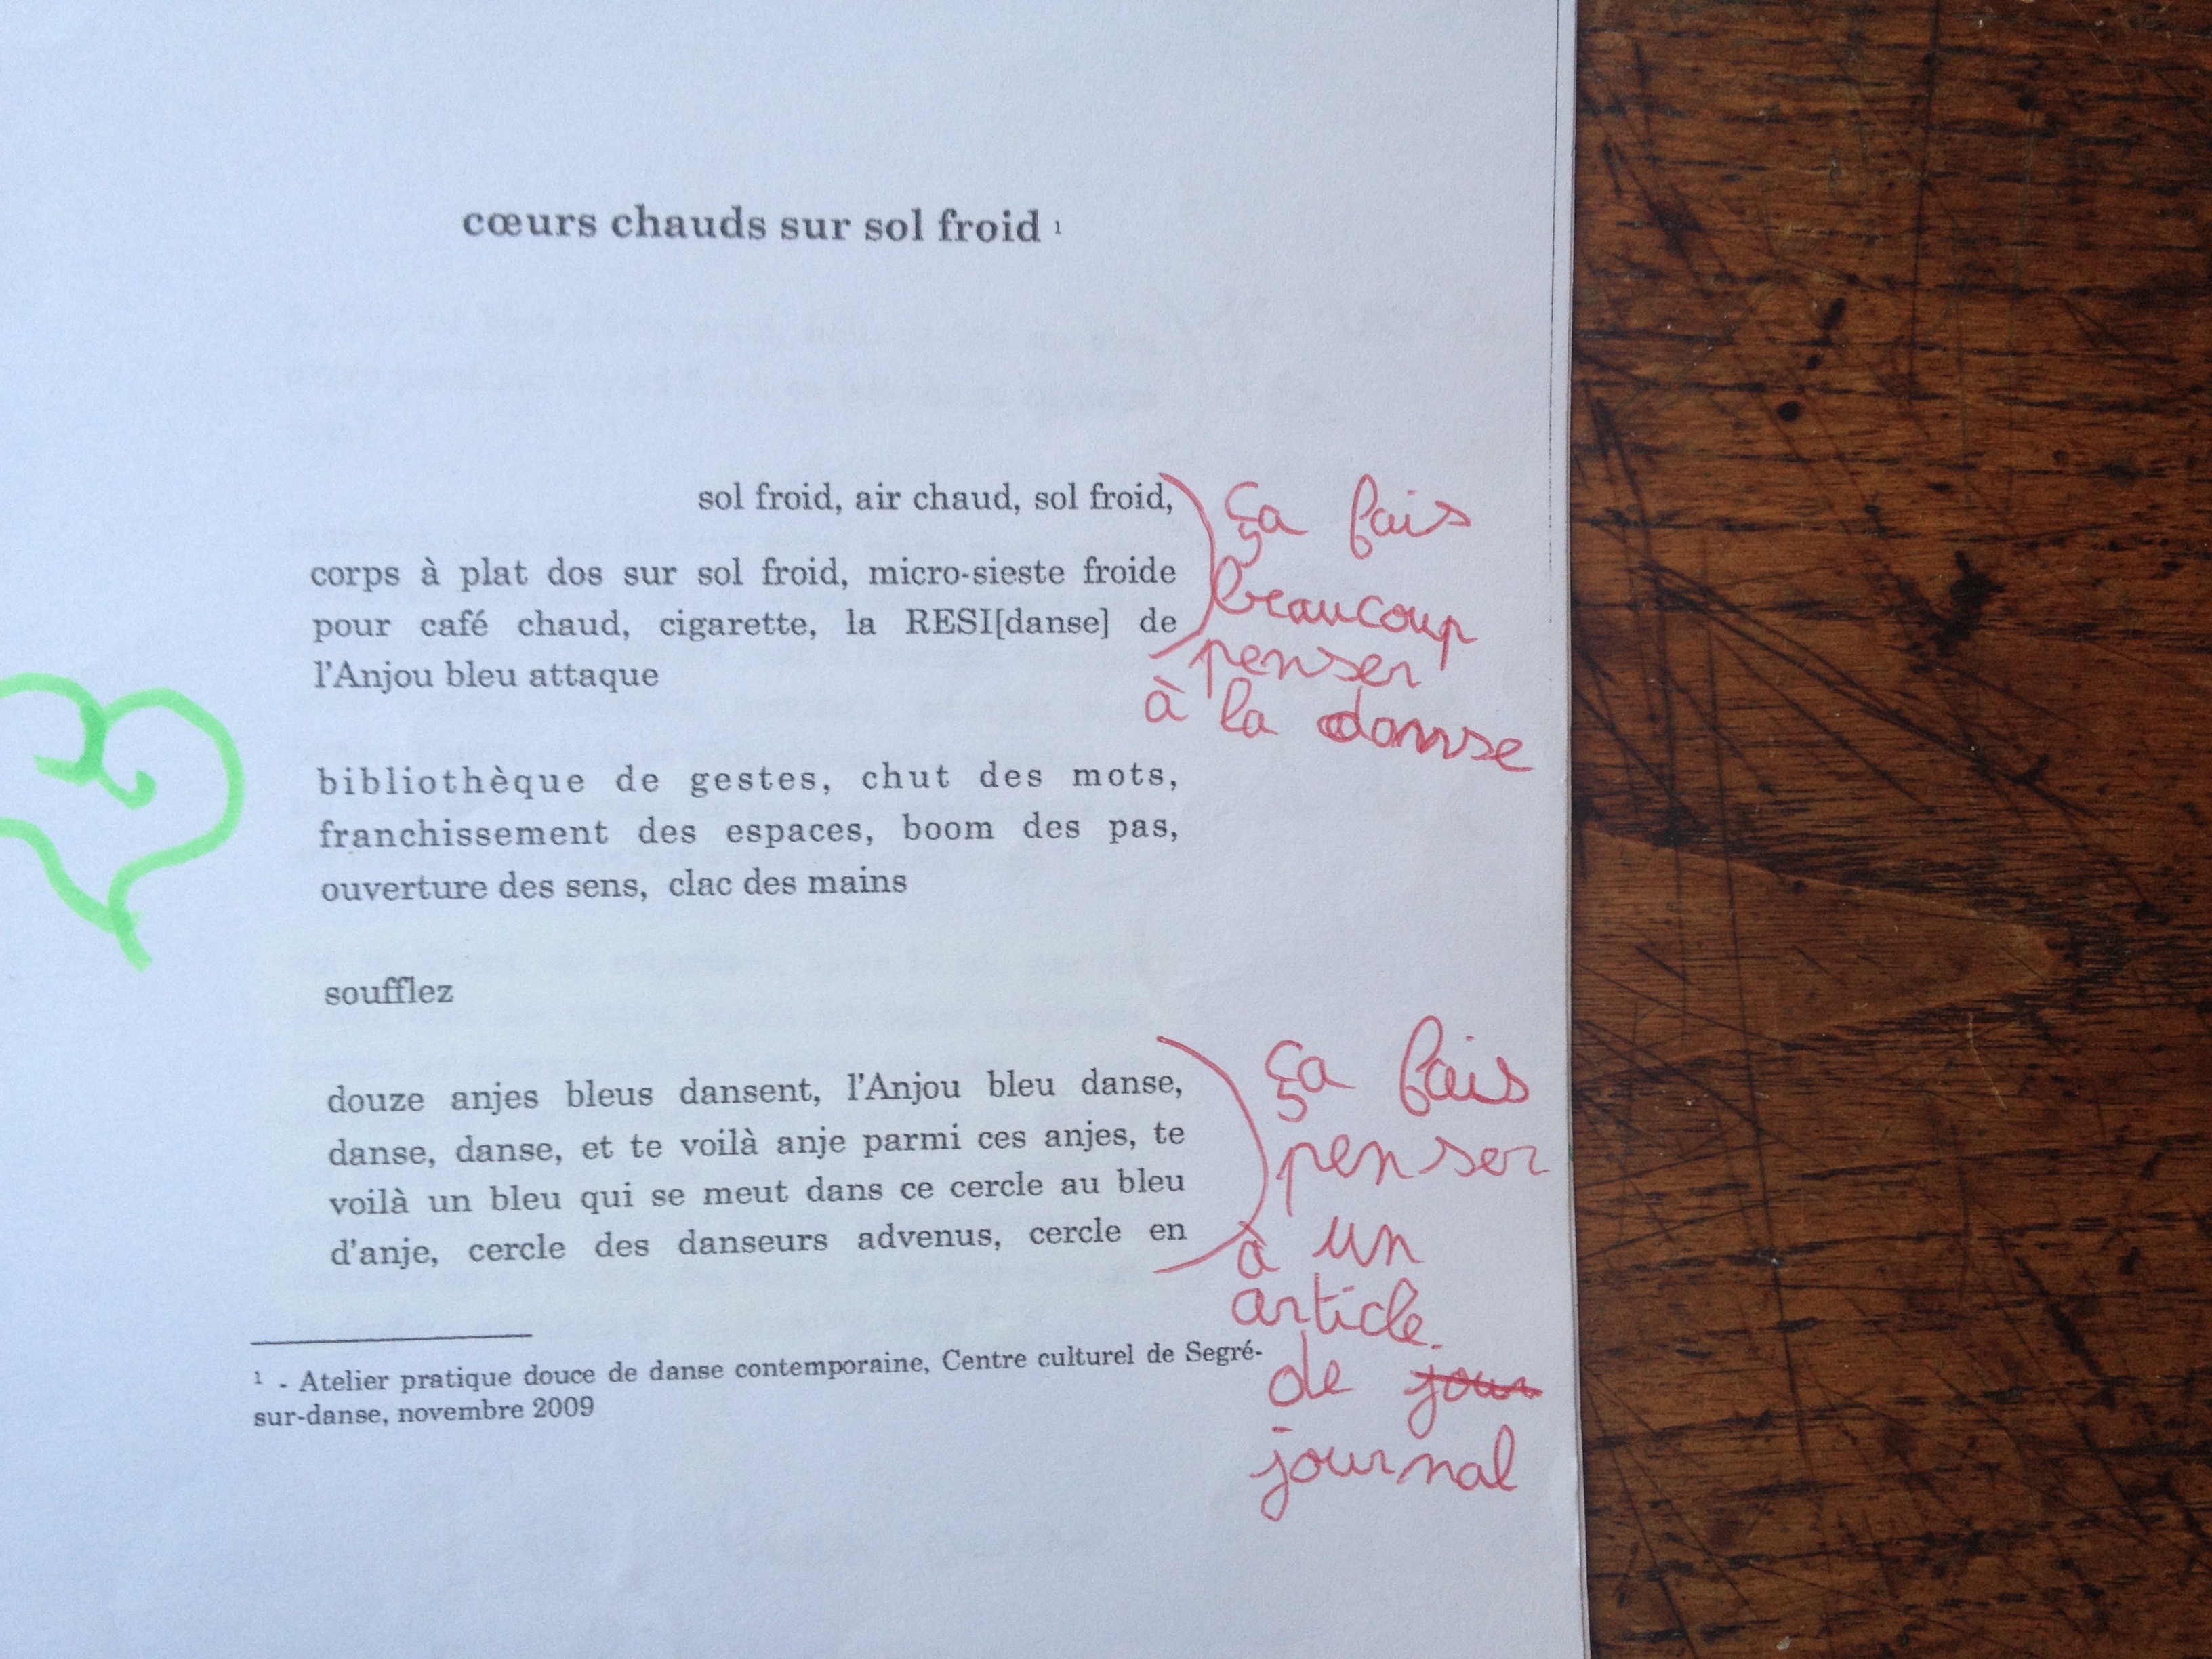 cœurs chauds sur sol froid 1
sol froid, air chaud, sol froid,
corps à plat dos sur sol froid, micro-sieste froide
pour café chaud, cigarette, la RESI[danse] de
l'Anjou bleu attaque
ça fais
beaucoup
penser
à la danse
bibliothèque de gestes, chut des mots,
franchissement des espaces, boom des pas,
ouverture des sens, clac des mains
soufflez
douze anjes bleus dansent, l'Anjou bleu danse,
danse, danse, et te voilà anje parmi ces anjes, te
voilà un bleu qui se meut dans ce cercle au bleu
d'anje, cercle des danseurs advenus, cercle en
ça fais
penser
à un
article.
de jour
journal
1 - Atelier pratique douce de danse contemporaine, Centre culturel de Segré-
sur-danse, novembre 2009